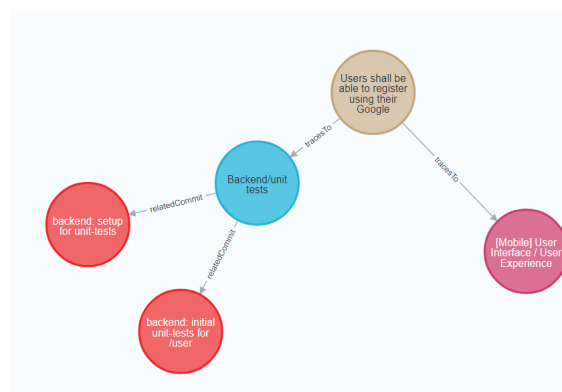 Users shall be
able to register
using their
Google
tracesTo
tracesTo
Backend/unit
tests
relatedCommit
relatedCommit
backend: setup
for unit-tests
[Mobile] User
Interface / User
Experience
backend: initial
unit-tests for
/user